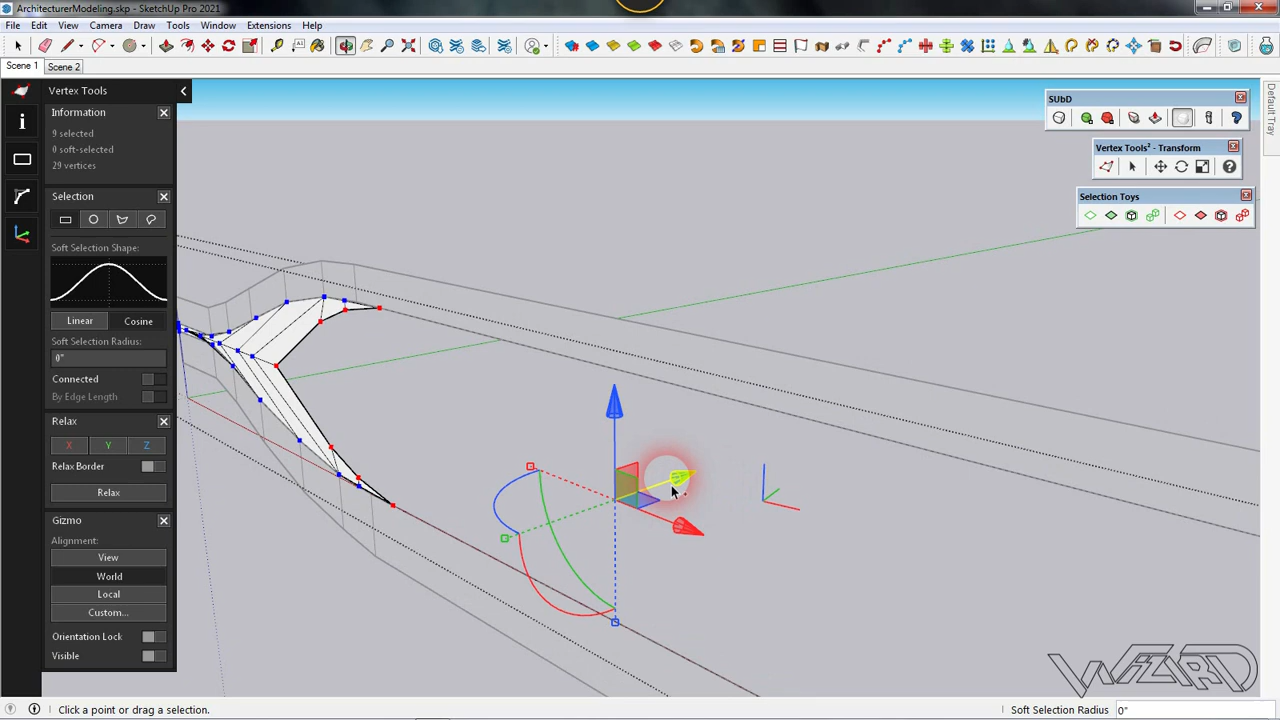 ArchitecturerModeling.skp - SketchUp Pro 2021
File Edit View Camera Draw Tools Window Extensions Help
Scene 1 Scene 2
Vertex Tools
Information
9 selected
0 soft-selected
29 vertices
Selection
Soft Selection Shape:
Linear Cosine
Soft Selection Radius:
0"
Connected
By Edge Length
Relax
X Y Z
Relax Border
Relax
Gizmo
Alignment:
View
World
Local
Custom...
Orientation Lock
Visible
SUbD
Vertex Tools² - Transform
Selection Toys
Default Tray
WIZARD
Click a point or drag a selection.
Soft Selection Radius 0"